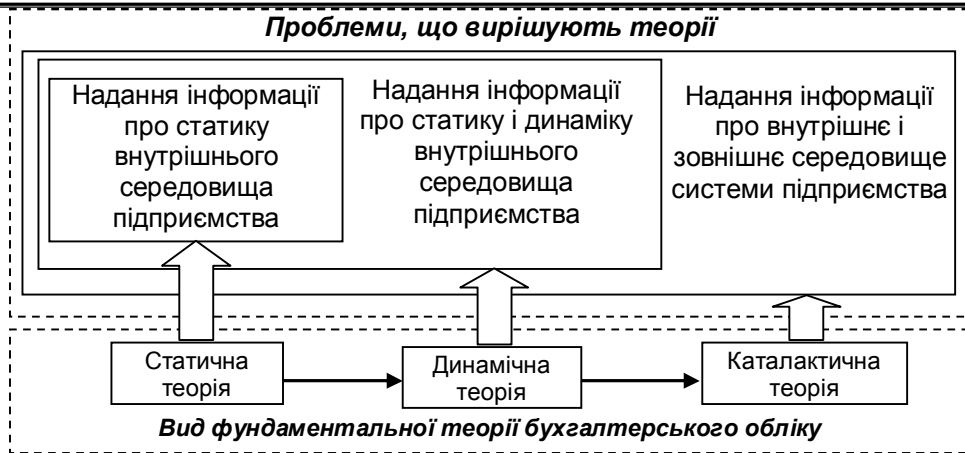 Проблеми, що вирішують теорії
Надання інформації
про статику
внутрішнього
середовища
підприємства
Надання інформації
про статику і динаміку
внутрішнього
середовища
підприємства
Надання інформації
про внутрішнє і
зовнішнє середовище
системи підприємства
Статична
теорія
Динамічна
теорія
Каталактична
теорія
Вид фундаментальної теорії бухгалтерського обліку